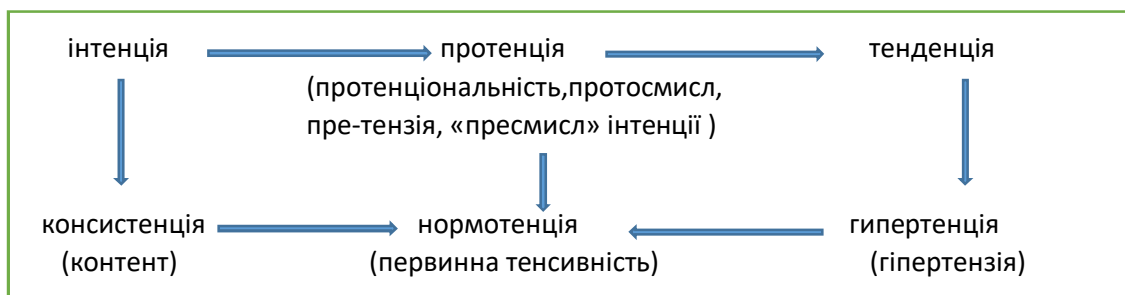 інтенція протенція тенденція
(протенціональність,протосмисл,
пре-тензія, «пресмисл» інтенції )
консистенція нормотенція гипертенція
(контент) (первинна тенсивність) (гіпертензія)